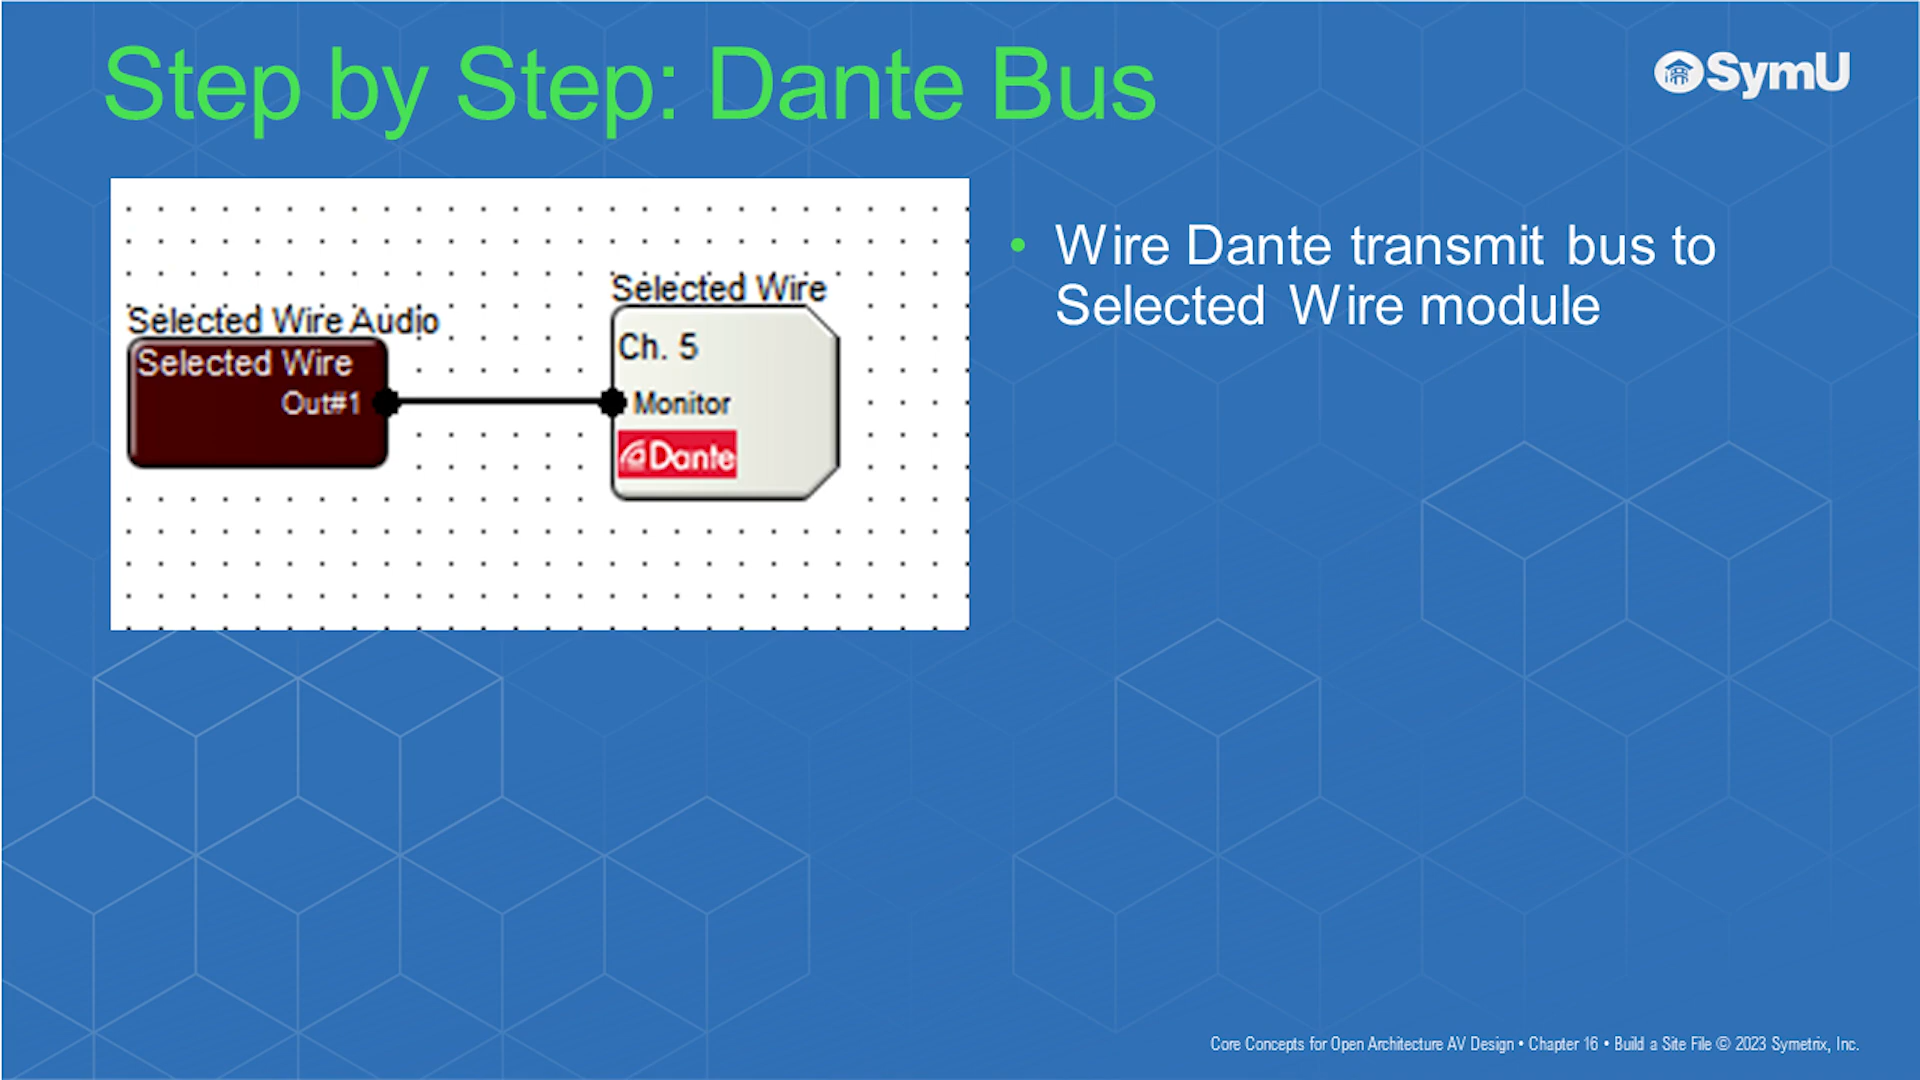 Step by Step: Dante Bus
SymU
Selected Wire Audio
Selected Wire
Out#1
Selected Wire
Ch. 5
Monitor
Dante
• Wire Dante transmit bus to
Selected Wire module
Core Concepts for Open Architecture AV Design • Chapter 16 • Build a Site File © 2023 Symetrix, Inc.